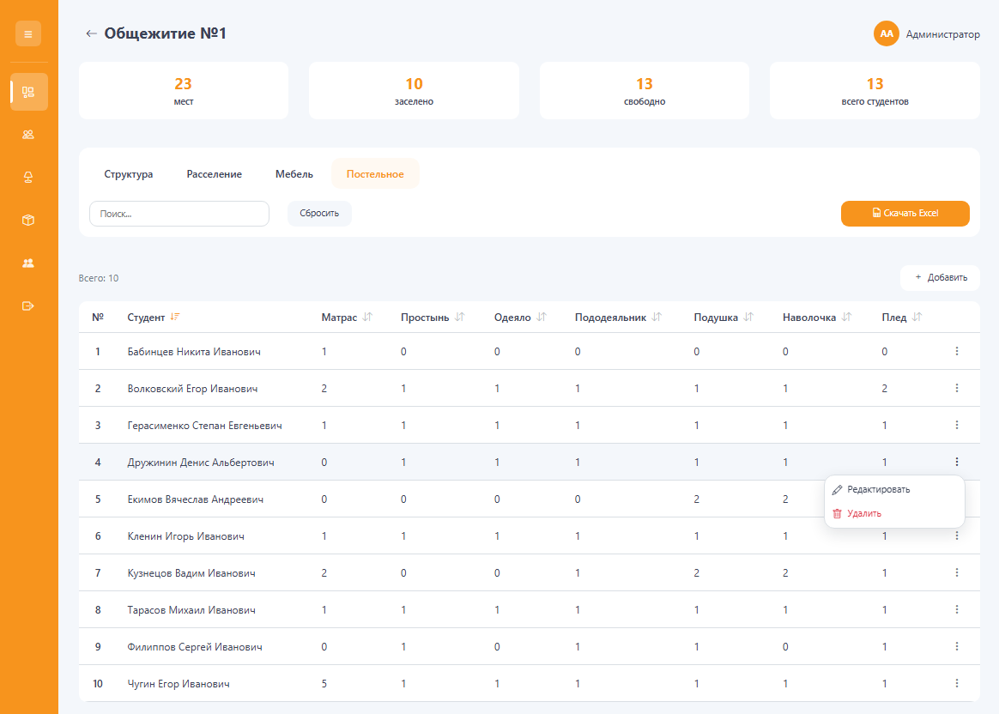 ← Общежитие №1
АА Администратор
23 10 13 13
мест заселено свободно всего студентов
Структура Расселение Мебель Постельное
Поиск... Сбросить Скачать Excel
Всего: 10 + Добавить
№ Студент Матрас Простынь Одеяло Пододеяльник Подушка Наволочка Плед
1 Бабинцев Никита Иванович 1 0 0 0 0 0 0
2 Волковский Егор Иванович 2 1 1 1 1 1 2
3 Герасименко Степан Евгеньевич 1 1 1 1 1 1 1
4 Дружинин Денис Альбертович 0 1 1 1 1 1 1
Редактировать
5 Екимов Вячеслав Андреевич 0 0 0 0 2 2
Удалить
6 Кленин Игорь Иванович 1 1 1 1 1 1 1
7 Кузнецов Вадим Иванович 2 0 0 1 2 2 1
8 Тарасов Михаил Иванович 1 1 1 1 1 1 1
9 Филиппов Сергей Иванович 0 1 0 1 1 0 1
10 Чугин Егор Иванович 5 1 1 1 1 1 1